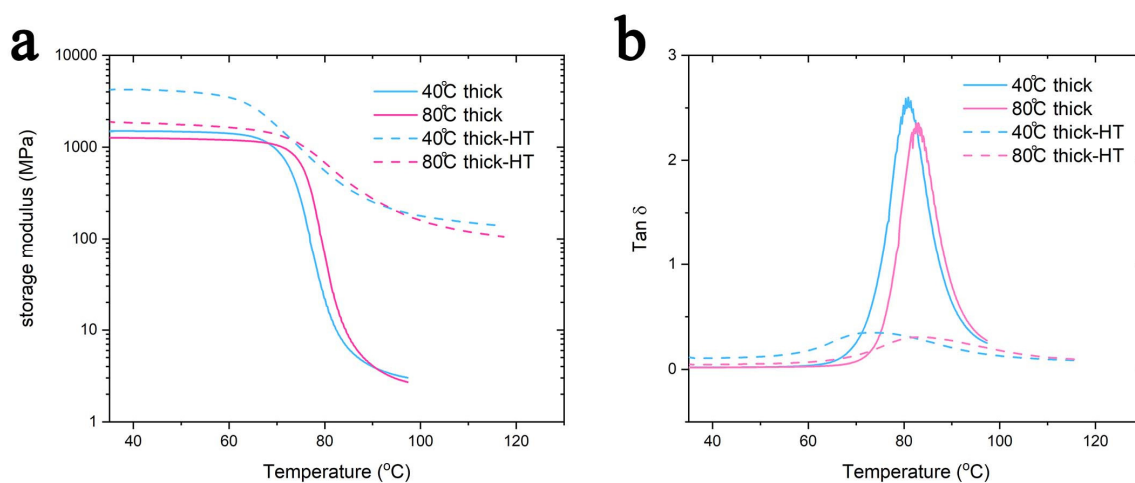 a
10000
1000
100
10
1
storage modulus (MPa)
40℃ thick
80℃ thick
40℃ thick-HT
80℃ thick-HT
40
60
80
100
120
Temperature (°C)
b
3
2
1
0
Tan δ
40℃ thick
80℃ thick
40℃ thick-HT
80℃ thick-HT
40
60
80
100
120
Temperature (°C)